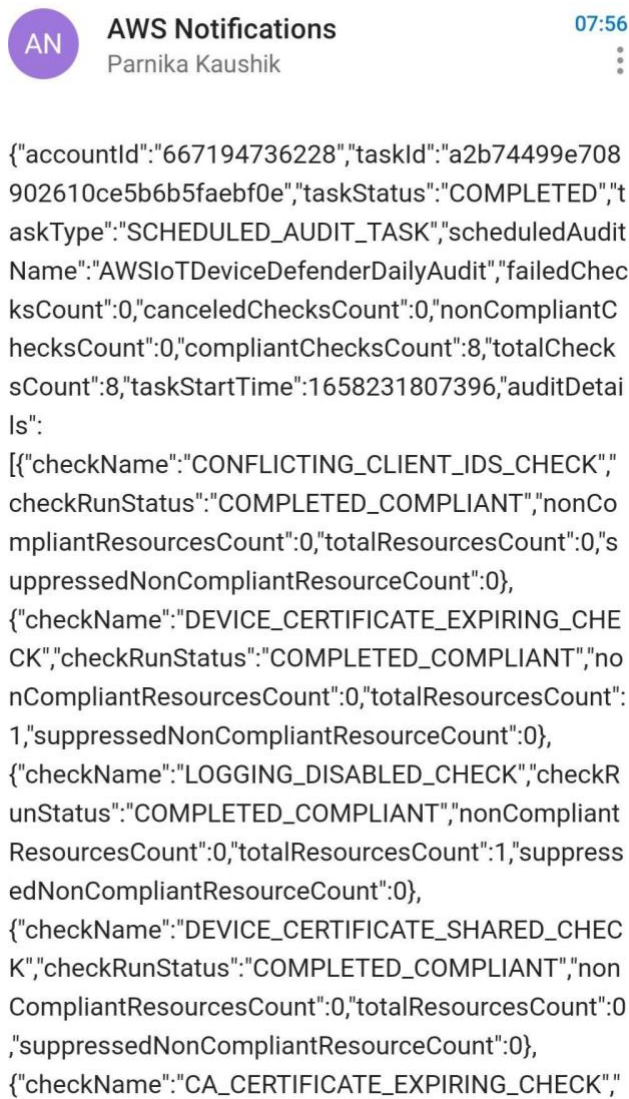 AN
AWS Notifications
07:56
Parnika Kaushik
{"accountId":"667194736228","taskId":"a2b74499e708
902610ce5b6b5faebf0e","taskStatus":"COMPLETED","t
askType":"SCHEDULED_AUDIT_TASK","scheduledAudit
Name":"AWSIoTDeviceDefenderDailyAudit","failedChec
ksCount":0,"canceledChecksCount":0,"nonCompliantC
hecksCount":0,"compliantChecksCount":8,"totalCheck
sCount":8,"taskStartTime":1658231807396,"auditDetai
ls":
[{"checkName":"CONFLICTING_CLIENT_IDS_CHECK","
checkRunStatus":"COMPLETED_COMPLIANT","nonCo
mpliantResourcesCount":0,"totalResourcesCount":0,"s
uppressedNonCompliantResourceCount":0},
{"checkName":"DEVICE_CERTIFICATE_EXPIRING_CHE
CK","checkRunStatus":"COMPLETED_COMPLIANT","no
nCompliantResourcesCount":0,"totalResourcesCount":
1,"suppressedNonCompliantResourceCount":0},
{"checkName":"LOGGING_DISABLED_CHECK","checkR
unStatus":"COMPLETED_COMPLIANT","nonCompliant
ResourcesCount":0,"totalResourcesCount":1,"suppress
edNonCompliantResourceCount":0},
{"checkName":"DEVICE_CERTIFICATE_SHARED_CHEC
K","checkRunStatus":"COMPLETED_COMPLIANT","non
CompliantResourcesCount":0,"totalResourcesCount":0
,"suppressedNonCompliantResourceCount":0},
{"checkName":"CA_CERTIFICATE_EXPIRING_CHECK","